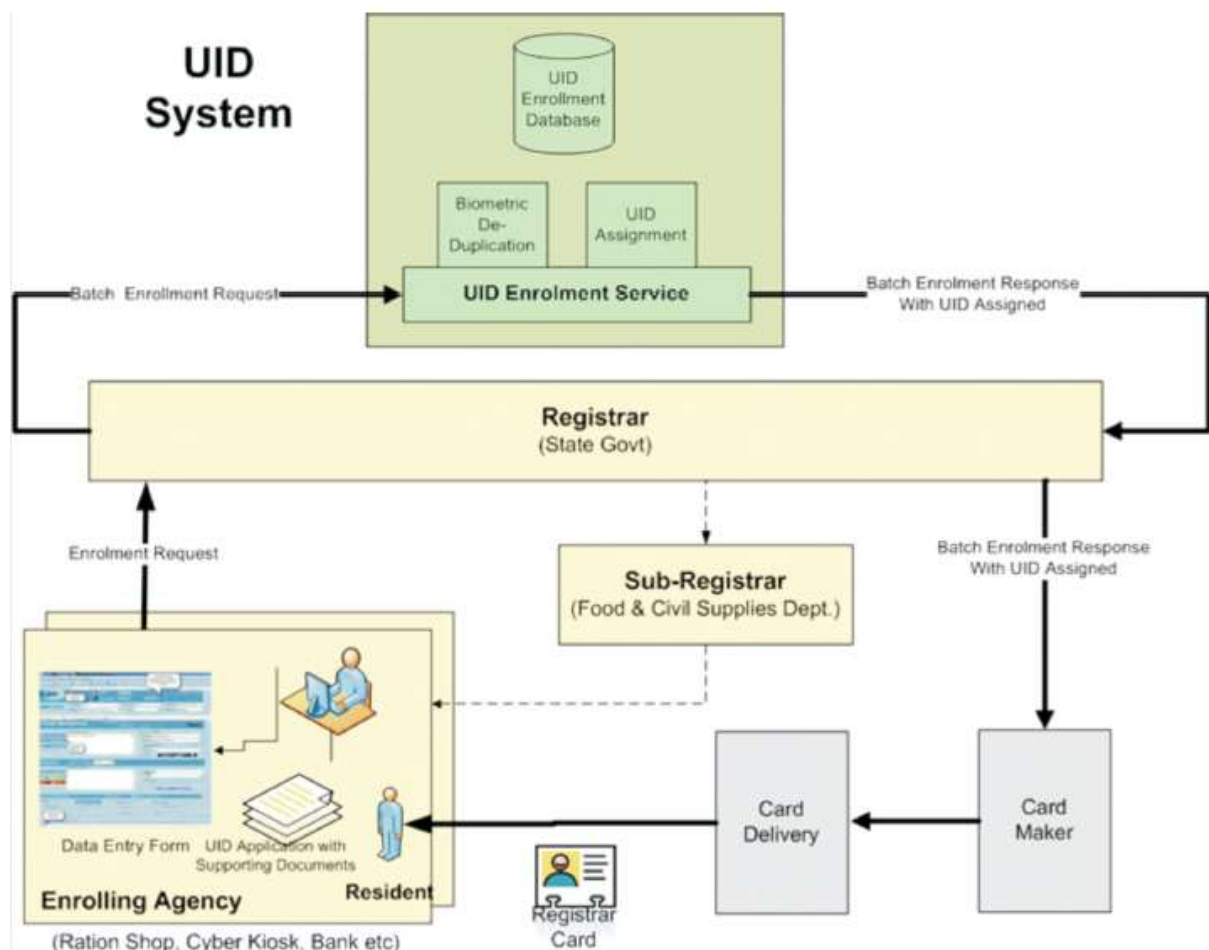 UID
System
UID
Enrollment
Database
Biometric
De-
Duplication
UID
Assignment
UID Enrolment Service
Batch Enrollment Request
Batch Enrolment Response
With UID Assigned
Registrar
(State Govt)
Enrolment Request
Batch Enrolment Response
With UID Assigned
Sub-Registrar
(Food & Civil Supplies Dept.)
Data Entry Form
UID Application with
Supporting Documents
Resident
Enrolling Agency
(Ration Shop, Cyber Kiosk, Bank etc)
Card
Delivery
Card
Maker
Registrar
Card